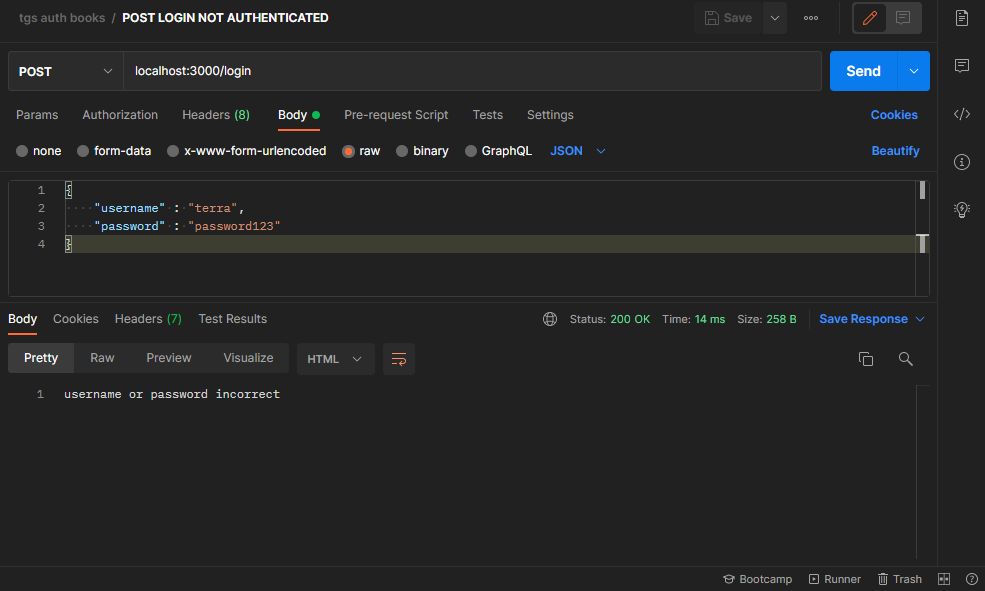 tgs auth books / POST LOGIN NOT AUTHENTICATED
Save
POST
localhost:3000/login
Send
Params Authorization Headers (8) Body Pre-request Script Tests Settings Cookies
none form-data x-www-form-urlencoded raw binary GraphQL JSON Beautify
1 {
2 ····"username"·:·"terra",
3 ····"password"·:·"password123"
4 }
Body Cookies Headers (7) Test Results Status: 200 OK Time: 14 ms Size: 258 B Save Response
Pretty Raw Preview Visualize HTML
1 username or password incorrect
Bootcamp Runner Trash